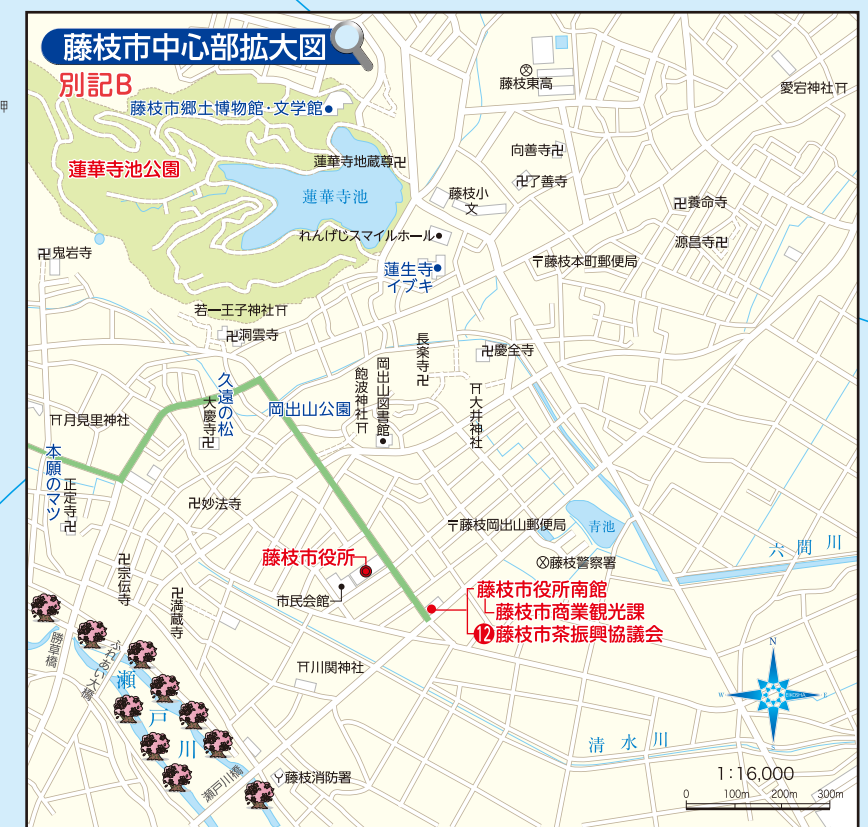 藤枝市中心部拡大図
別記B
藤枝市郷土博物館・文学館
藤枝東高
愛宕神社
蓮華寺池公園
蓮華寺地蔵尊
向善寺
了善寺
蓮華寺池
藤枝小
文
養命寺
れんげじスマイルホール
源昌寺
鬼岩寺
蓮生寺
イブキ
〒藤枝本町郵便局
若一王子神社
洞雲寺
長楽寺
慶全寺
久遠の松
大慶寺
岡出山公園
飽波神社
岡出山図書館
大井神社
月見里神社
本願のマツ
正定寺
妙法寺
〒藤枝岡出山郵便局
青池
六間川
藤枝市役所
藤枝警察署
宗伝寺
満蔵寺
市民会館
藤枝市役所南館
藤枝市商業観光課
⓬藤枝市茶振興協議会
勝草橋
ふれあい大橋
瀬戸川
川関神社
N
W
E
S
清水川
瀬戸川橋
藤枝消防署
1:16,000
0 100m 200m 300m